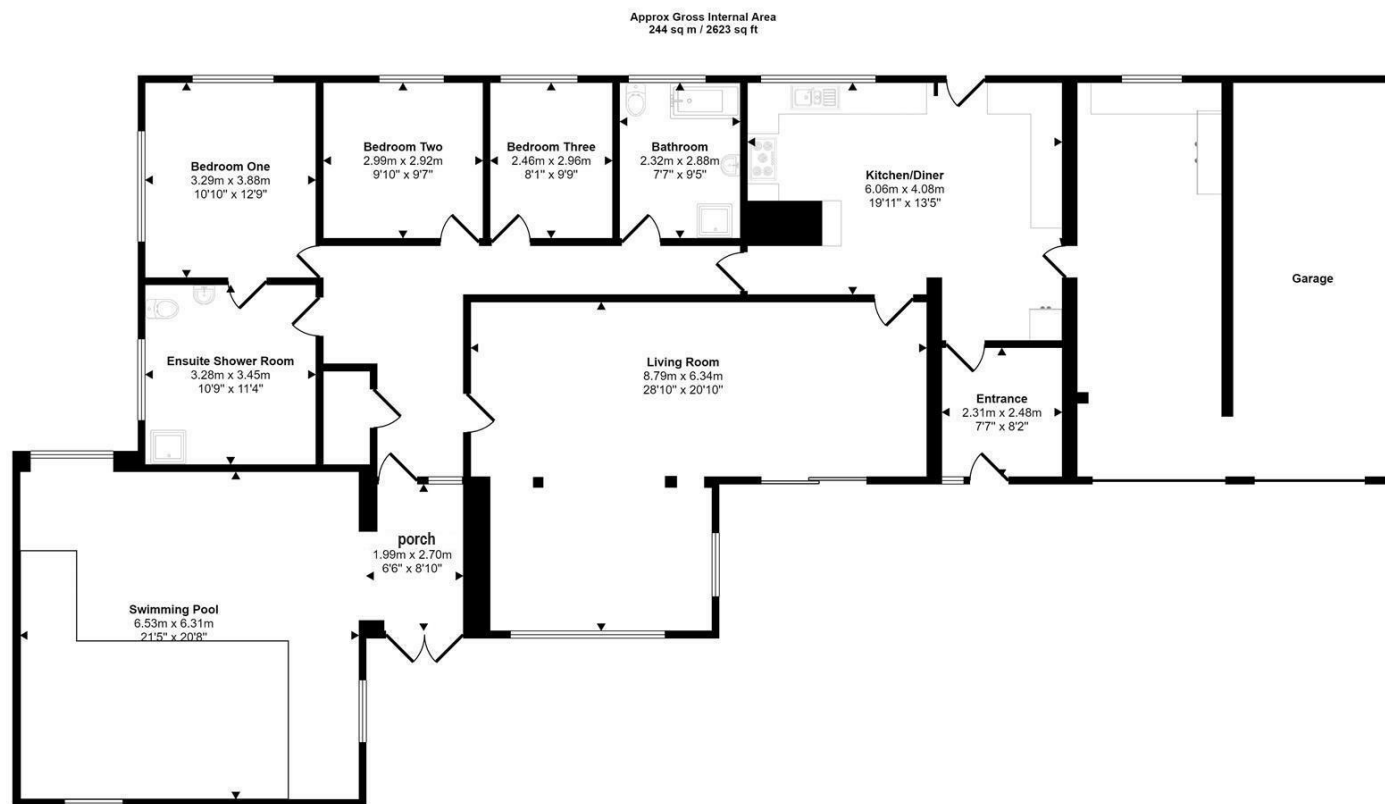 Approx Gross Internal Area
244 sq m / 2623 sq ft
Bedroom One
3.29m x 3.88m
10'10" x 12'9"
Bedroom Two
2.99m x 2.92m
9'10" x 9'7"
Bedroom Three
2.46m x 2.96m
8'1" x 9'9"
Bathroom
2.32m x 2.88m
7'7" x 9'5"
Kitchen/Diner
6.06m x 4.08m
19'11" x 13'5"
Garage
Ensuite Shower Room
3.28m x 3.45m
10'9" x 11'4"
Living Room
8.79m x 6.34m
28'10" x 20'10"
Entrance
2.31m x 2.48m
7'7" x 8'2"
porch
1.99m x 2.70m
6'6" x 8'10"
Swimming Pool
6.53m x 6.31m
21'5" x 20'8"